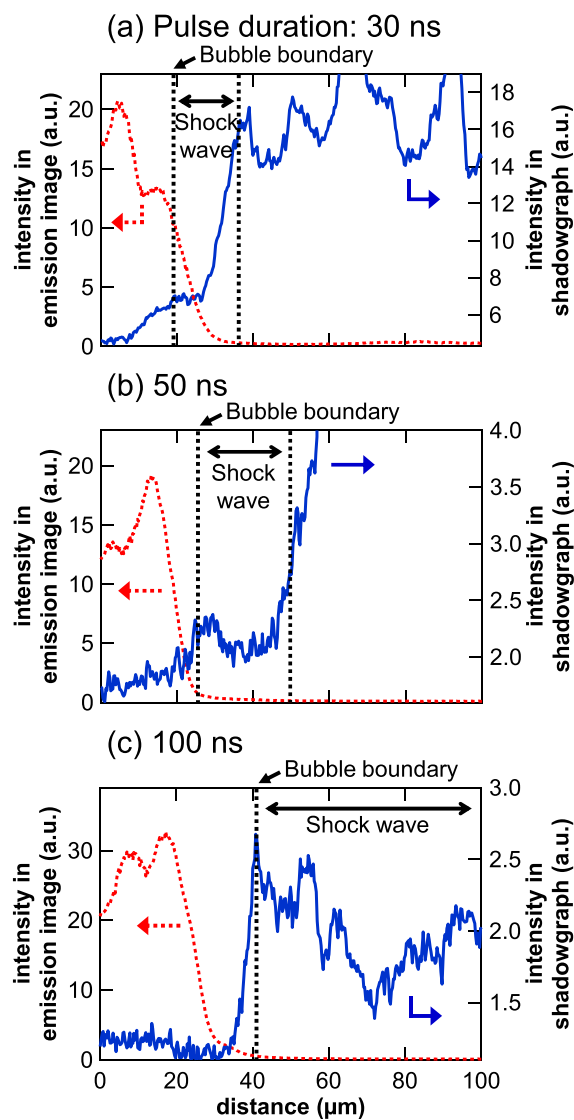 (a) Pulse duration: 30 ns
Bubble boundary
Shock
wave
intensity in
emission image (a.u.)
20
15
10
5
0
18
16
14
12
10
8
6
intensity in
shadowgraph (a.u.)
(b) 50 ns
Bubble boundary
Shock
wave
intensity in
emission image (a.u.)
20
15
10
5
0
4.0
3.5
3.0
2.5
2.0
intensity in
shadowgraph (a.u.)
(c) 100 ns
Bubble boundary
Shock wave
intensity in
emission image (a.u.)
30
20
10
0
3.0
2.5
2.0
1.5
intensity in
shadowgraph (a.u.)
0 20 40 60 80 100
distance (µm)